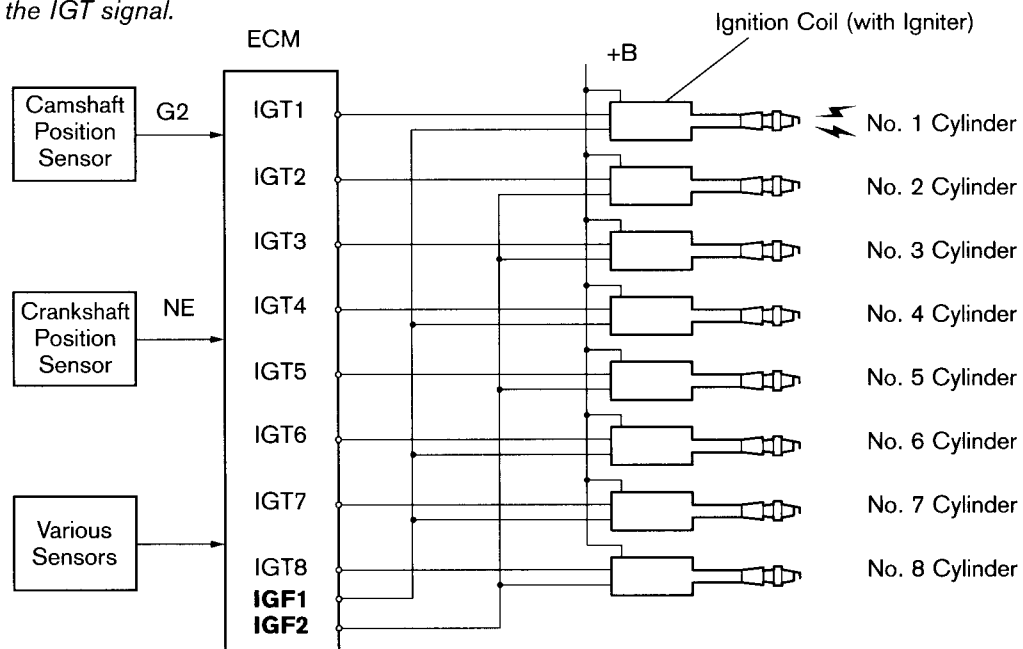 the IGT signal.
Ignition Coil (with Igniter)
ECM
+B
Camshaft
Position
Sensor
G2
IGT1
No. 1 Cylinder
IGT2
No. 2 Cylinder
IGT3
No. 3 Cylinder
Crankshaft
Position
Sensor
NE
IGT4
No. 4 Cylinder
IGT5
No. 5 Cylinder
IGT6
No. 6 Cylinder
Various
Sensors
IGT7
No. 7 Cylinder
IGT8
No. 8 Cylinder
IGF1
IGF2